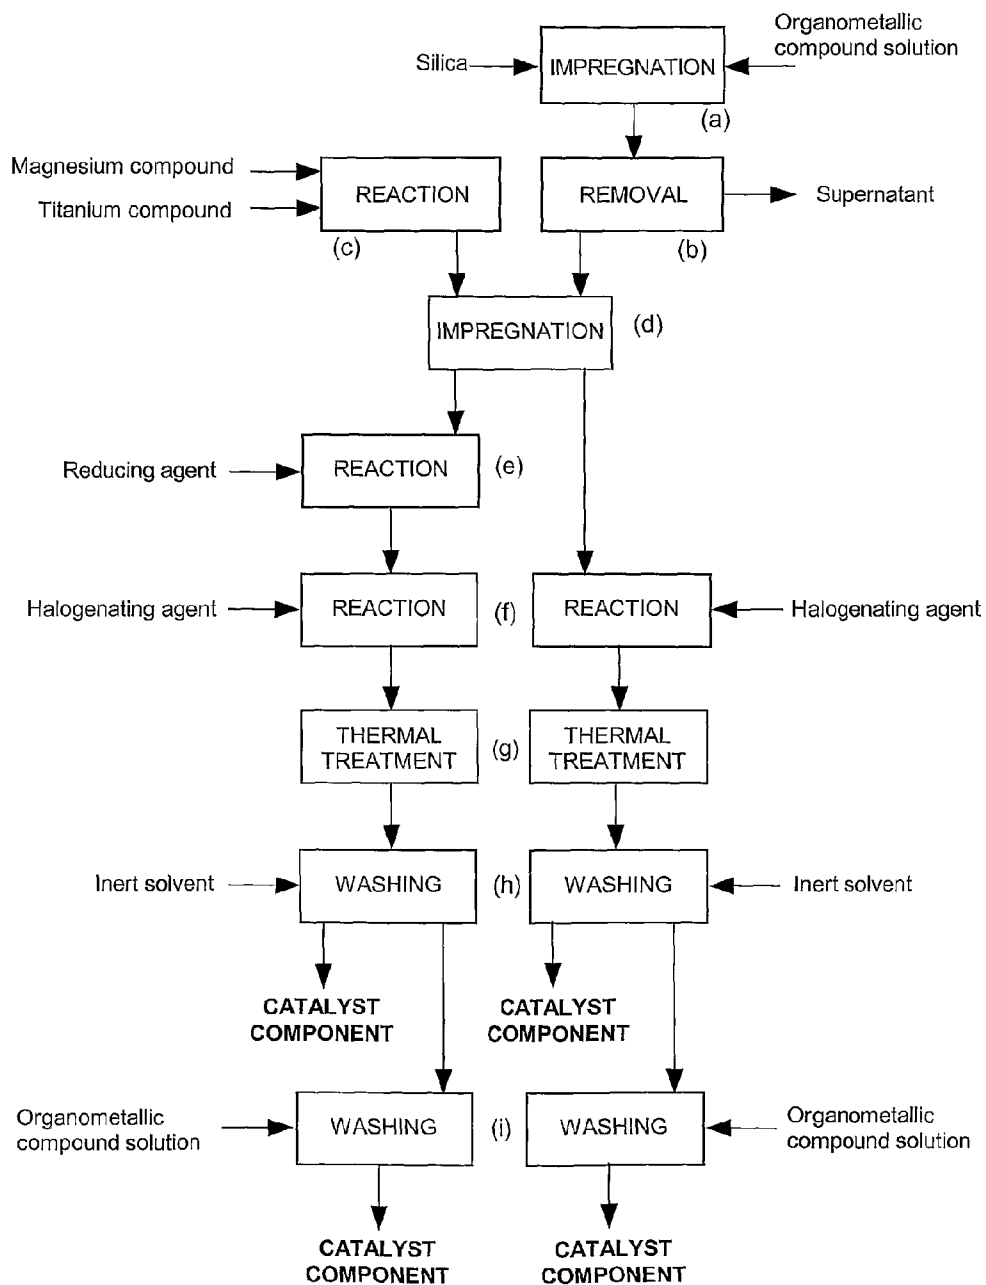 Organometallic
compound solution
Silica
IMPREGNATION
(a)
Magnesium compound
Titanium compound
REACTION
(c)
REMOVAL
(b)
Supernatant
IMPREGNATION
(d)
Reducing agent
REACTION
(e)
Halogenating agent
REACTION
(f)
REACTION
Halogenating agent
THERMAL
TREATMENT
(g)
THERMAL
TREATMENT
Inert solvent
WASHING
(h)
WASHING
Inert solvent
CATALYST
COMPONENT
CATALYST
COMPONENT
Organometallic
compound solution
WASHING
(i)
WASHING
Organometallic
compound solution
CATALYST
COMPONENT
CATALYST
COMPONENT